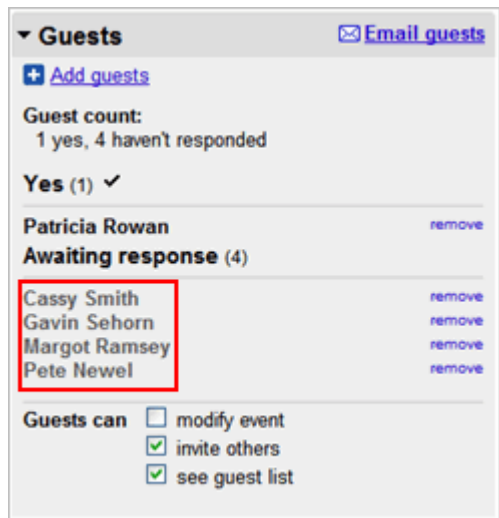 Guests Email guests
Add guests
Guest count:
1 yes, 4 haven't responded
Yes (1)
Patricia Rowan remove
Awaiting response (4)
Cassy Smith remove
Gavin Sehorn remove
Margot Ramsey remove
Pete Newel remove
Guests can modify event
invite others
see guest list